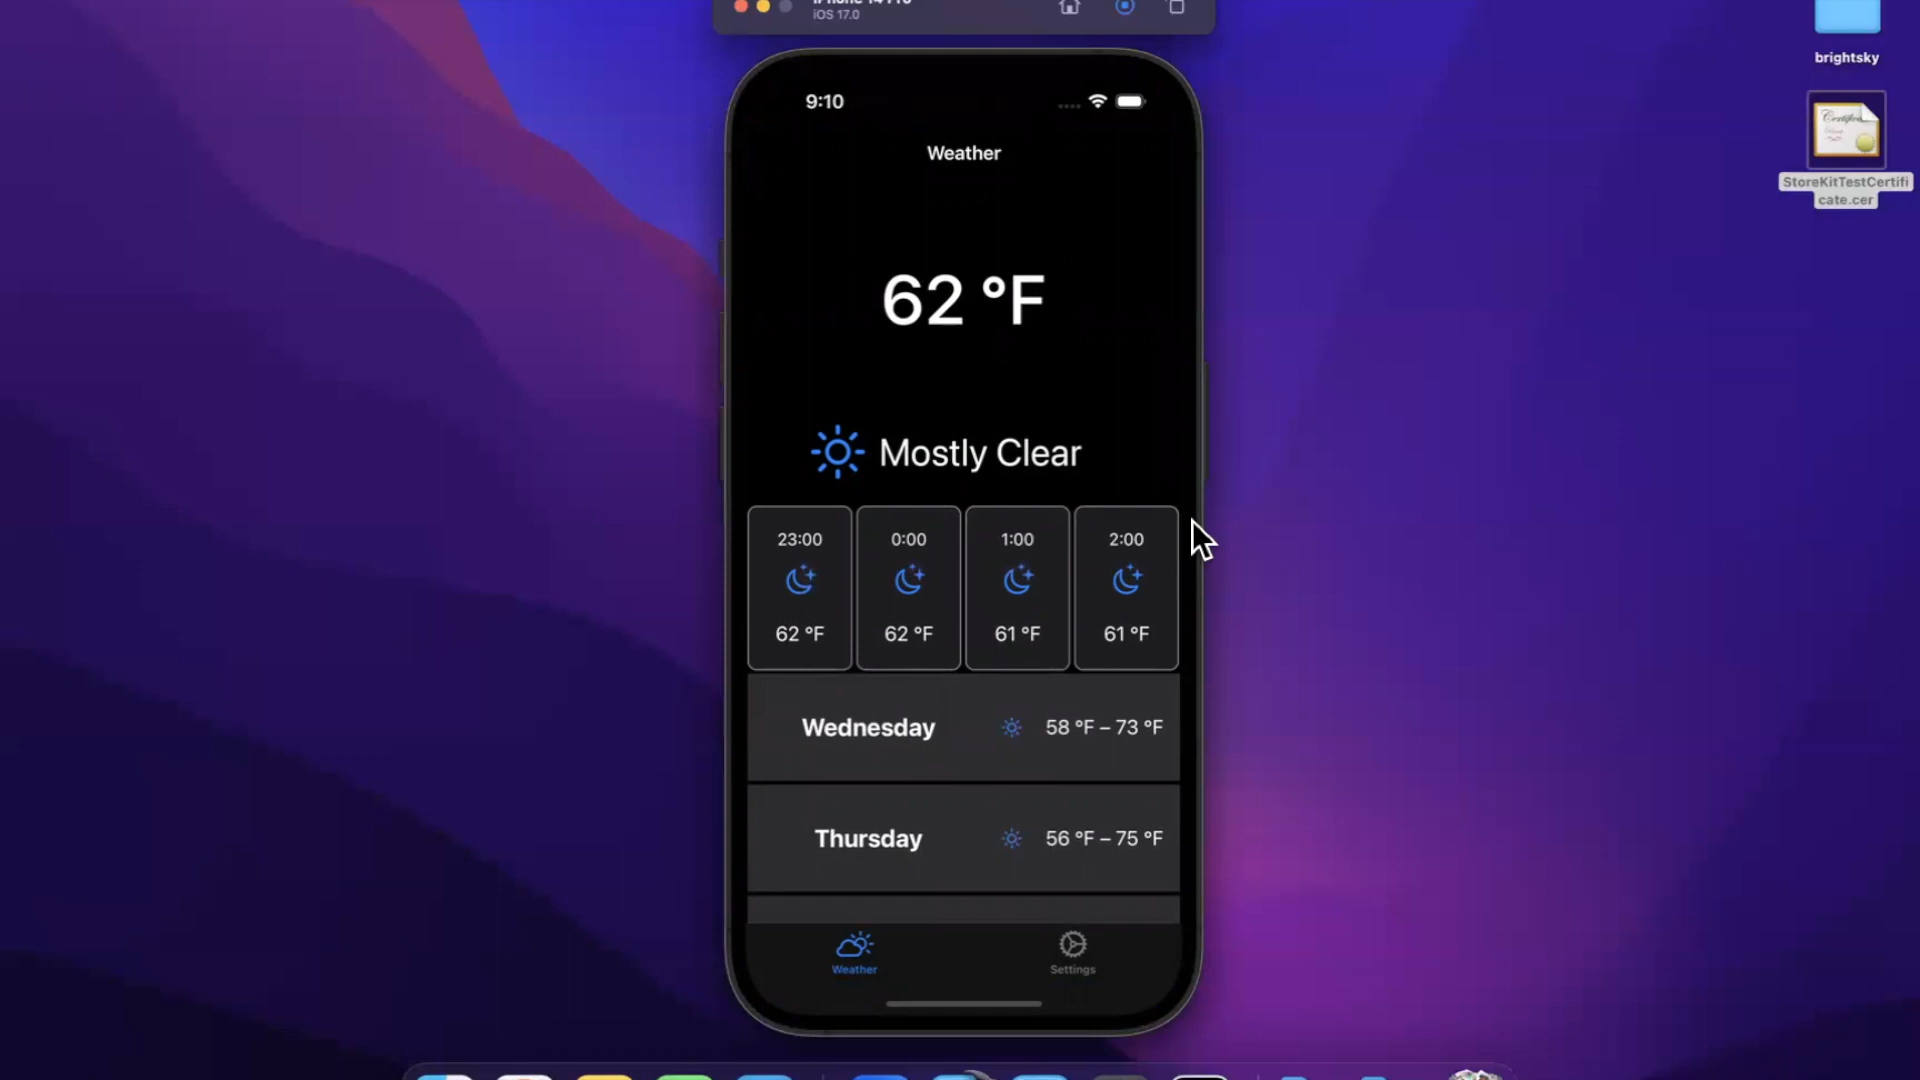 iOS 17.0
brightsky
StoreKitTestCertifi
cate.cer
9:10
Weather
62 °F
Mostly Clear
23:00 0:00 1:00 2:00
62 °F 62 °F 61 °F 61 °F
Wednesday 58 °F – 73 °F
Thursday 56 °F – 75 °F
Weather Settings